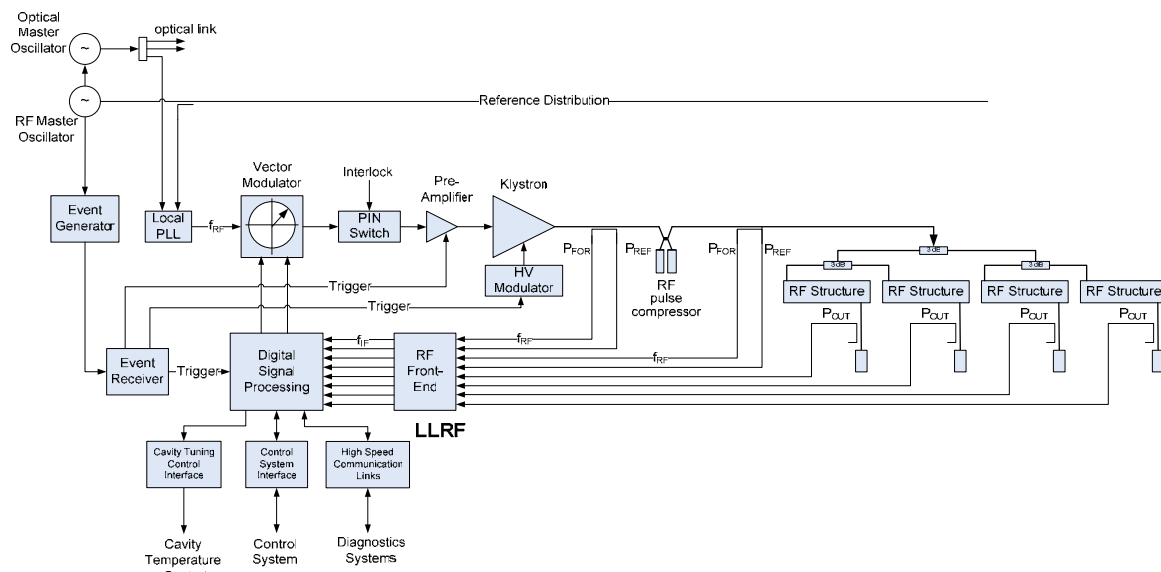 Optical
Master
Oscillator
~
optical link
~
RF Master
Oscillator
Reference Distribution
Vector
Modulator
Interlock
Pre-
Amplifier
Klystron
Event
Generator
Local
PLL
fRF
PIN
Switch
PFOR
PREF
PFOR
PREF
HV
Modulator
RF
pulse
compressor
3dB
3dB
3dB
RF Structure
RF Structure
RF Structure
RF Structure
POUT
POUT
POUT
POUT
Trigger
Trigger
Event
Receiver
Trigger
Digital
Signal
Processing
fIF
RF
Front-
End
fRF
fRF
LLRF
Cavity Tuning
Control
Interface
Control
System
Interface
High Speed
Communication
Links
Cavity
Temperature
Control
System
Diagnostics
Systems